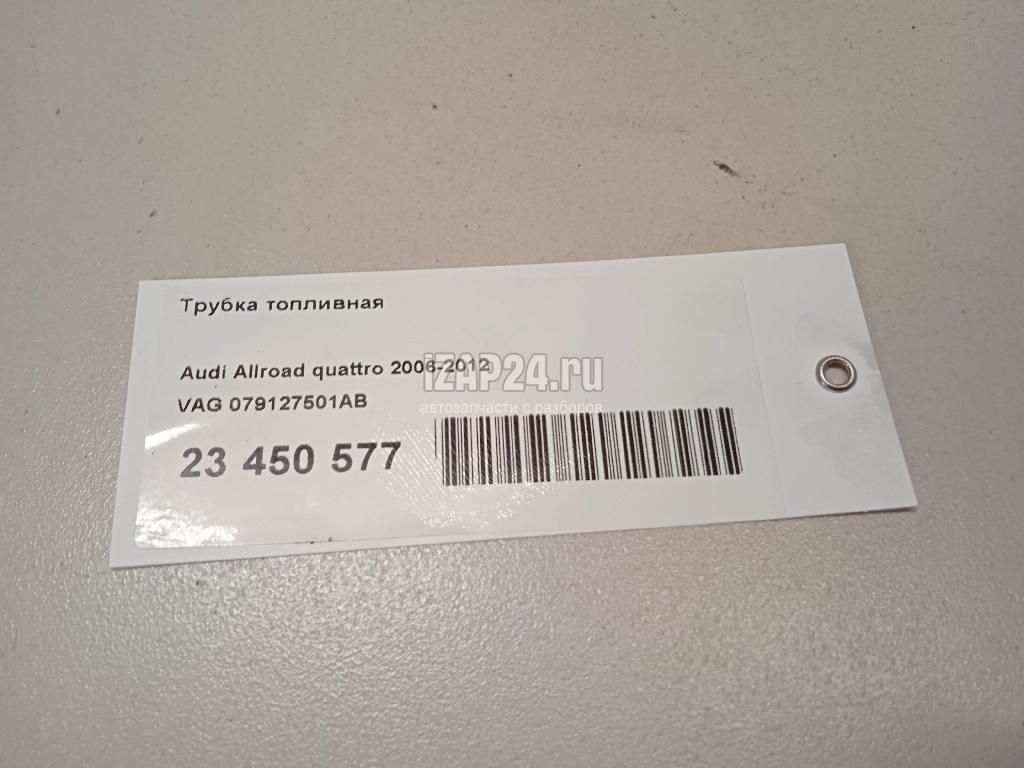 Трубка топливная
Audi Allroad quattro 2006-2012
iZAP24.ru
VAG 079127501AB
автозапчасти с разборов
23 450 577